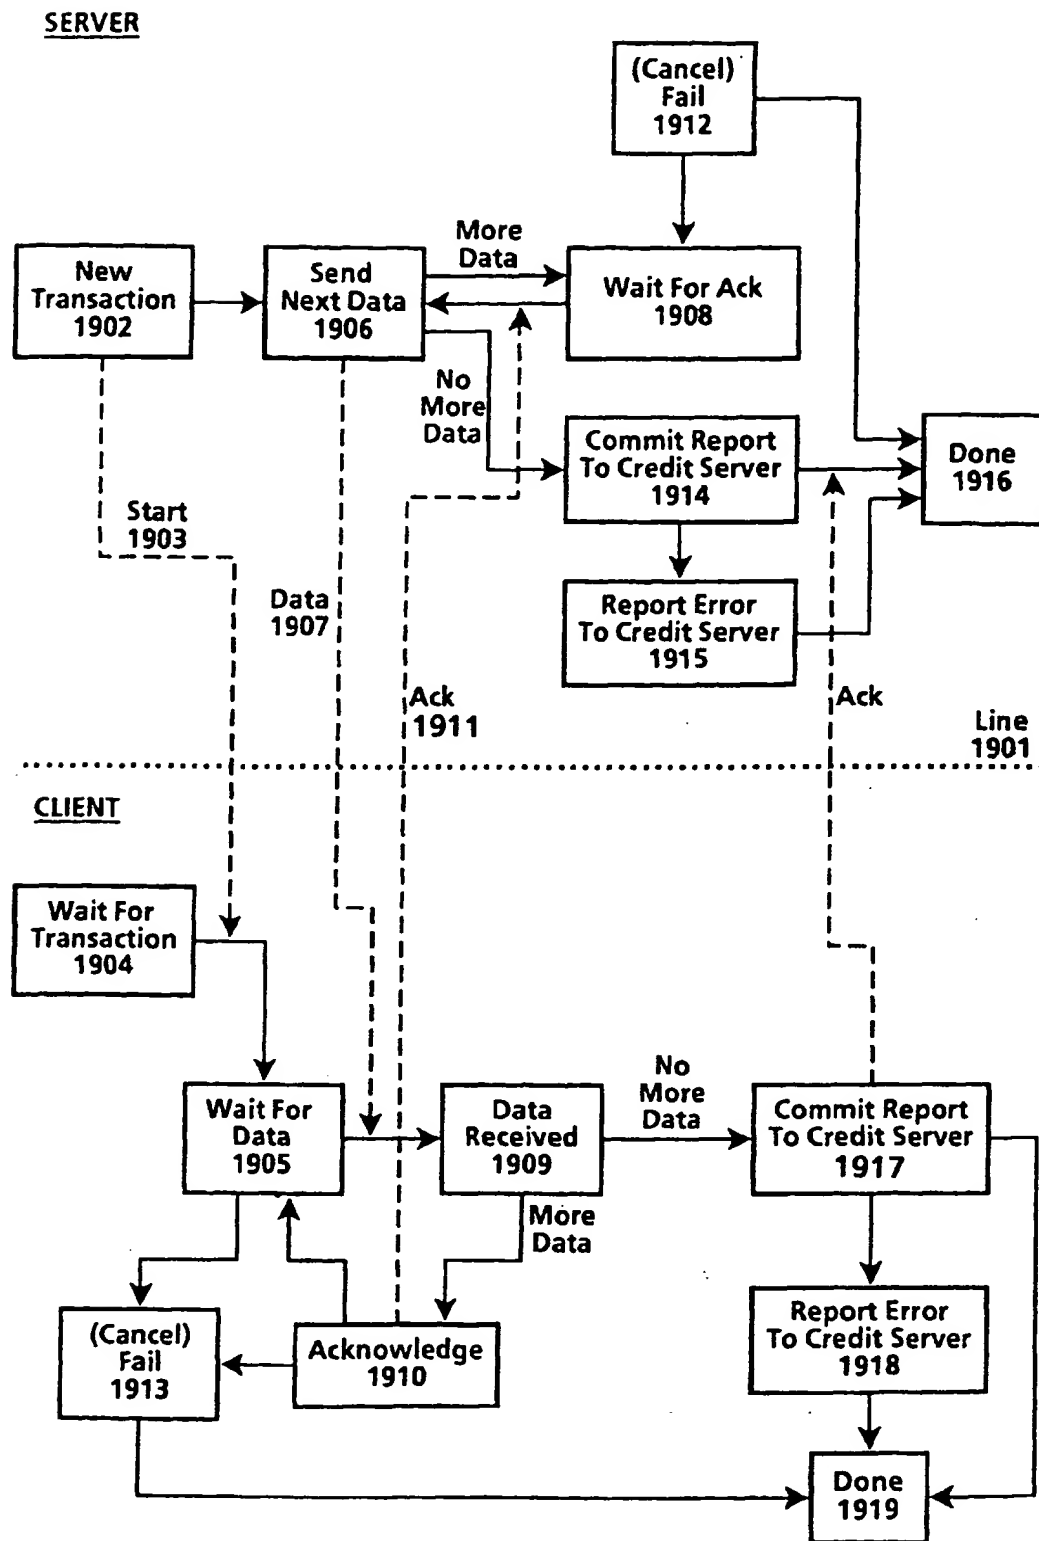 SERVER
(Cancel)
Fail
1912
More
Data
New
Transaction
1902
Send
Next Data
1906
Wait For Ack
1908
No
More
Data
Commit Report
To Credit Server
1914
Done
1916
Start
1903
Data
1907
Report Error
To Credit Server
1915
Ack
1911
Ack
Line
1901
CLIENT
Wait For
Transaction
1904
Wait For
Data
1905
Data
Received
1909
No
More
Data
Commit Report
To Credit Server
1917
More
Data
(Cancel)
Fail
1913
Acknowledge
1910
Report Error
To Credit Server
1918
Done
1919